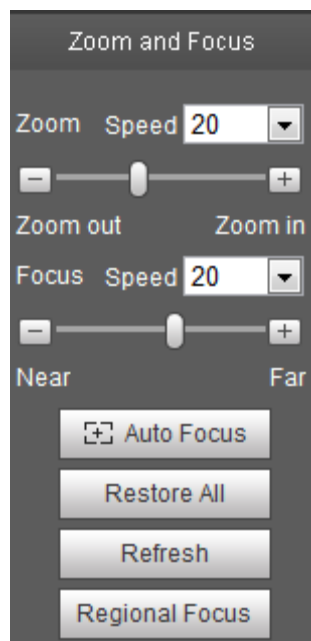 Zoom and Focus
Zoom Speed 20
Zoom out Zoom in
Focus Speed 20
Near Far
Auto Focus
Restore All
Refresh
Regional Focus